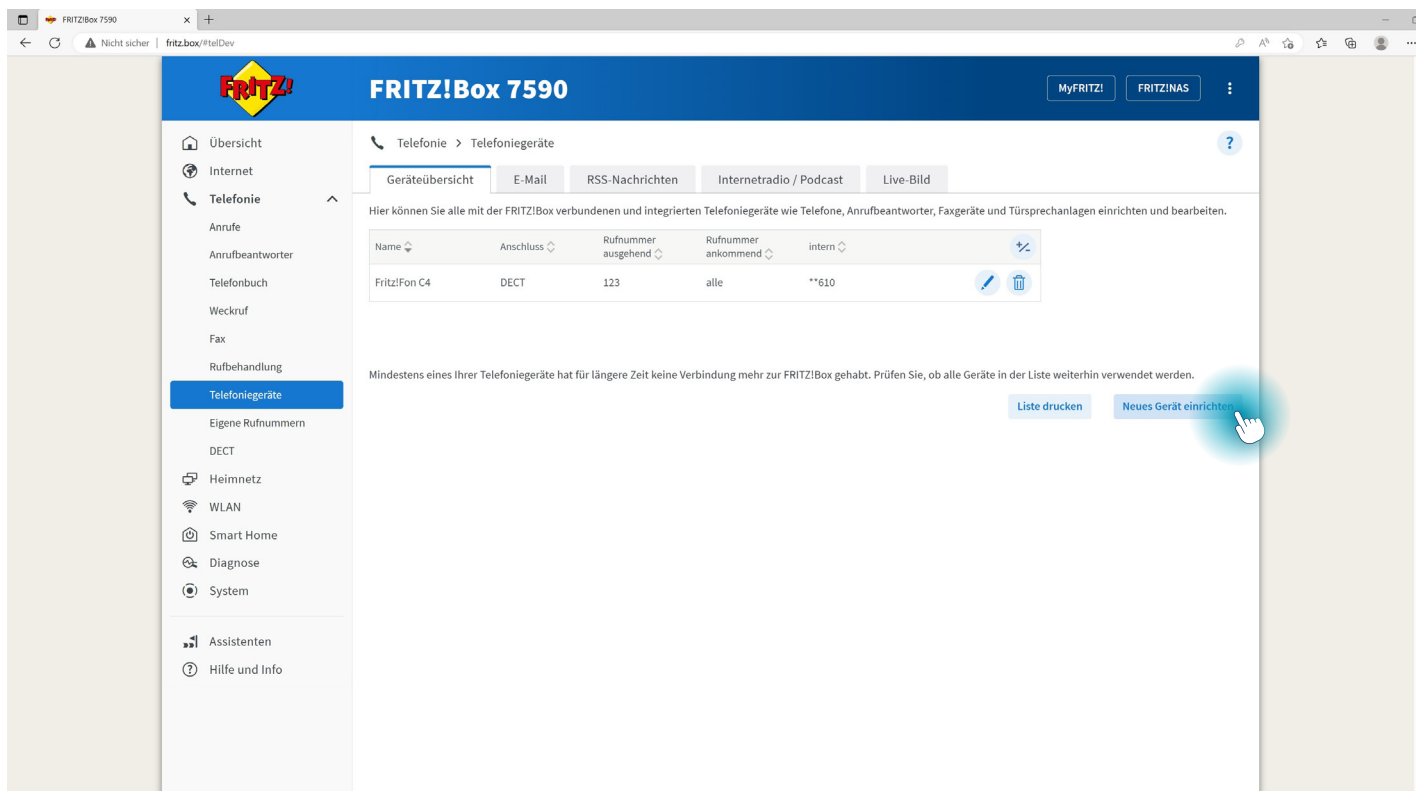 FRITZ!Box 7590
Nicht sicher | fritz.box/#telDev
FRITZ!
FRITZ!Box 7590
MyFRITZ!
FRITZ!NAS
Übersicht
Internet
Telefonie
Anrufe
Anrufbeantworter
Telefonbuch
Weckruf
Fax
Rufbehandlung
Telefoniegeräte
Eigene Rufnummern
DECT
Heimnetz
WLAN
Smart Home
Diagnose
System
Assistenten
Hilfe und Info
Telefonie > Telefoniegeräte
?
Geräteübersicht E-Mail RSS-Nachrichten Internetradio / Podcast Live-Bild
Hier können Sie alle mit der FRITZ!Box verbundenen und integrierten Telefoniegeräte wie Telefone, Anrufbeantworter, Faxgeräte und Türsprechanlagen einrichten und bearbeiten.
Name Anschluss Rufnummer ausgehend Rufnummer ankommend intern
Fritz!Fon C4 DECT 123 alle **610
Mindestens eines Ihrer Telefoniegeräte hat für längere Zeit keine Verbindung mehr zur FRITZ!Box gehabt. Prüfen Sie, ob alle Geräte in der Liste weiterhin verwendet werden.
Liste drucken
Neues Gerät einrichten